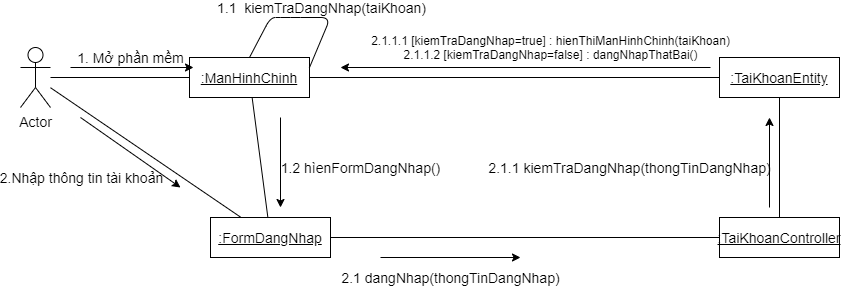 1.1 kiemTraDangNhap(taiKhoan)
2.1.1.1 [kiemTraDangNhap=true] : hienThiManHinhChinh(taiKhoan)
1. Mở phần mềm
2.1.1.2 [kiemTraDangNhap=false] : dangNhapThatBai()
:ManHinhChinh
:TaiKhoanEntity
Actor
1.2 hìenFormDangNhap()
2.1.1 kiemTraDangNhap(thongTinDangNhap)
2.Nhập thông tin tài khoản
:FormDangNhap
TaiKhoanController
2.1 dangNhap(thongTinDangNhap)